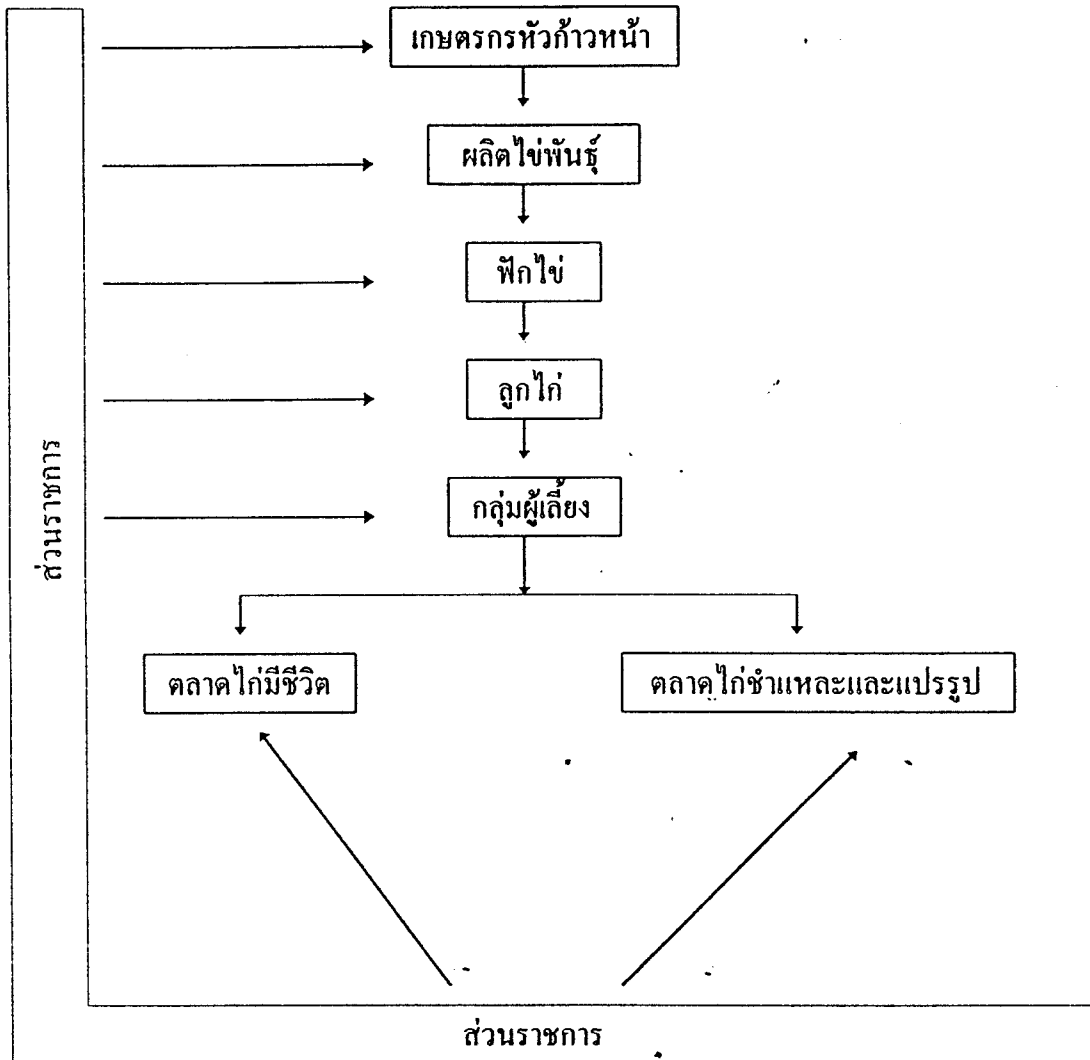 เกษตรกรหัวก้าวหน้า
ผลิตไข่พันธุ์
ฟักไข่
ลูกไก่
กลุ่มผู้เลี้ยง
ส่วนราชการ
ตลาดไก่มีชีวิต
ตลาดไก่ชำแหละและแปรรูป
ส่วนราชการ